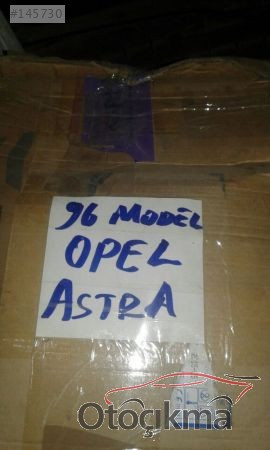 #145730
96 MODEL
OPEL
ASTRA
Otoçıkma